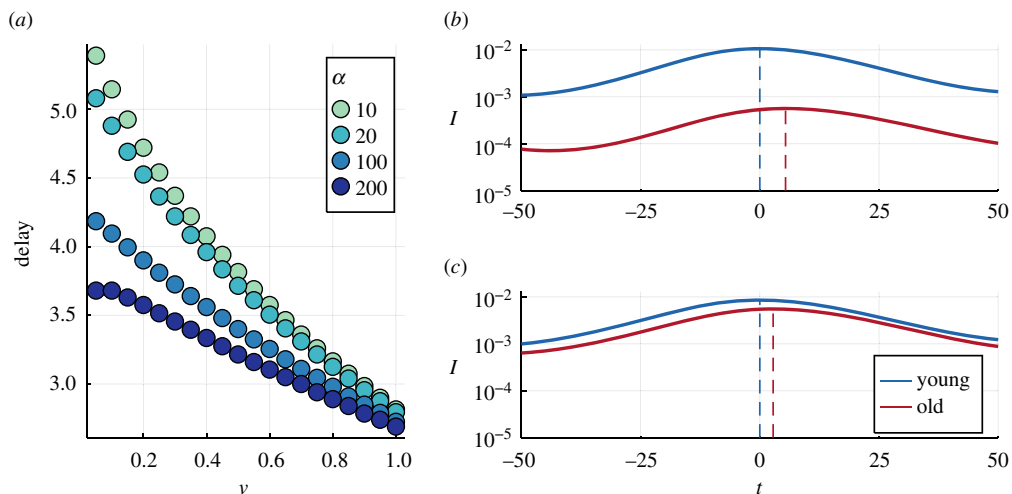 (a)
5.0
4.5
4.0
3.5
3.0
delay
0.2 0.4 0.6 0.8 1.0
ν
α
10
20
100
200
(b)
10⁻²
10⁻³
10⁻⁴
10⁻⁵
I
−50 −25 0 25 50
t
(c)
10⁻²
10⁻³
10⁻⁴
10⁻⁵
I
−50 −25 0 25 50
t
young
old